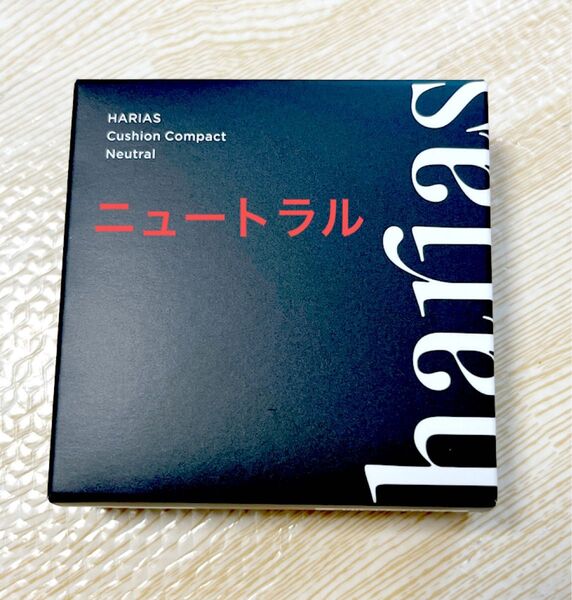 HARIAS
Cushion Compact
Neutral
ニュートラル
harias